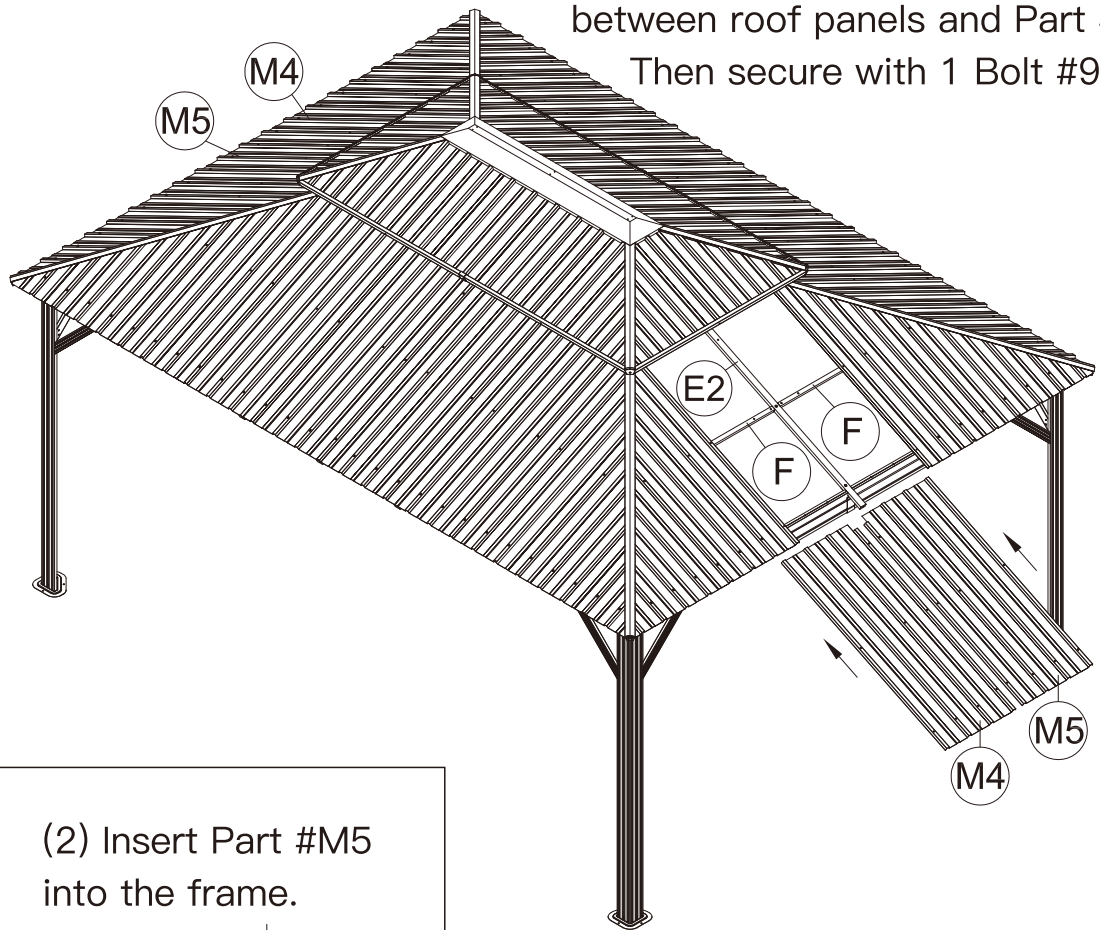 between roof panels and Part
Then secure with 1 Bolt #9
M4
M5
E2
F
F
M5
M4
(2) Insert Part #M5
into the frame.